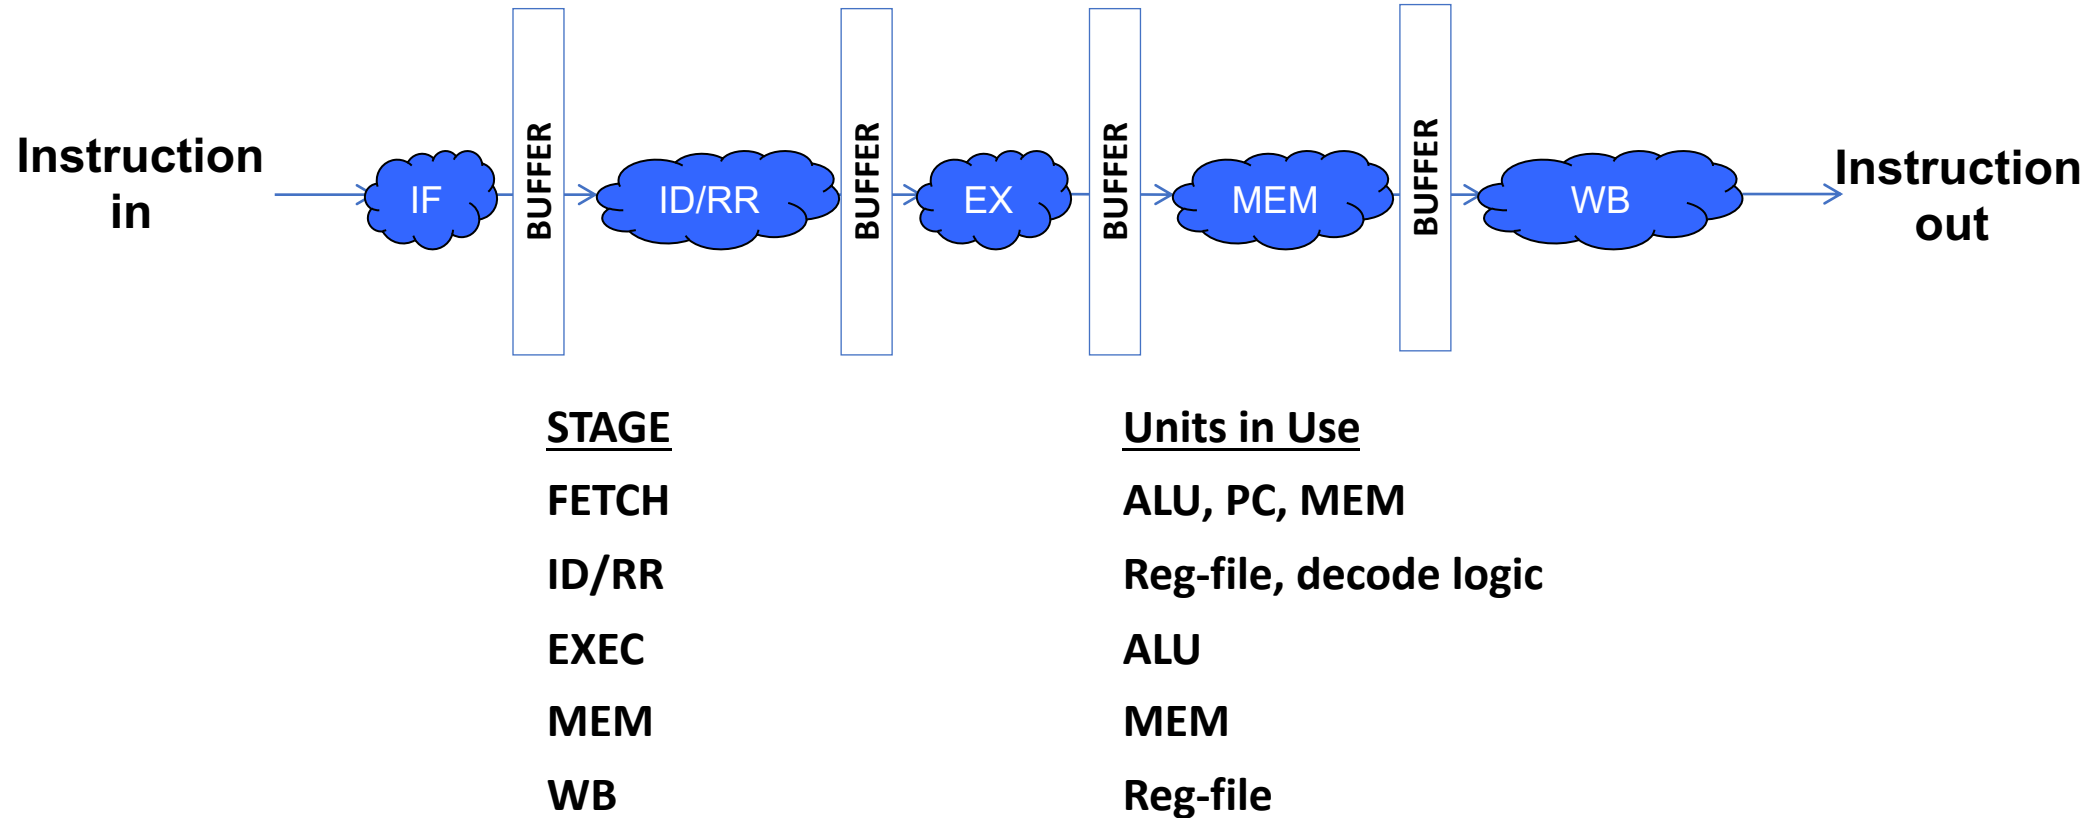 Instruction
in
IF
BUFFER
ID/RR
BUFFER
EX
BUFFER
MEM
BUFFER
WB
Instruction
out
STAGE Units in Use
FETCH ALU, PC, MEM
ID/RR Reg-file, decode logic
EXEC ALU
MEM MEM
WB Reg-file